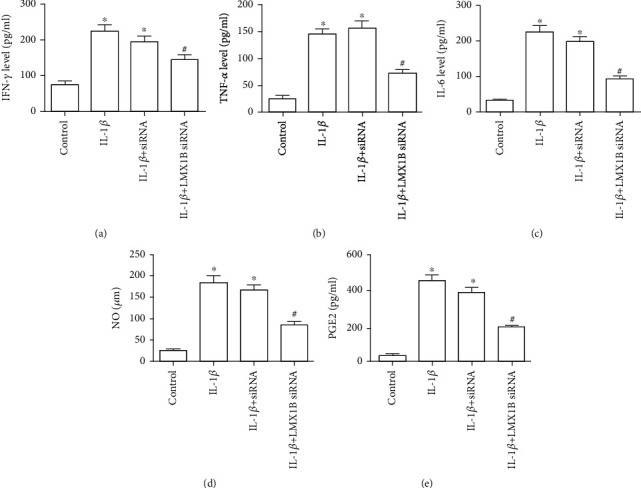 IFN-γ level (pg/ml)
300
200
100
0
*
*
#
Control
IL-1β
IL-1β+siRNA
IL-1β+LMX1B siRNA
(a)
TNF-α level (pg/ml)
200
150
100
50
0
*
*
#
Control
IL-1β
IL-1β+siRNA
IL-1β+LMX1B siRNA
(b)
IL-6 level (pg/ml)
300
200
100
0
*
*
#
Control
IL-1β
IL-1β+siRNA
IL-1β+LMX1B siRNA
(c)
NO (μm)
250
200
150
100
50
0
*
*
#
Control
IL-1β
IL-1β+siRNA
IL-1β+LMX1B siRNA
(d)
PGE2 (pg/ml)
600
400
200
0
*
*
#
Control
IL-1β
IL-1β+siRNA
IL-1β+LMX1B siRNA
(e)